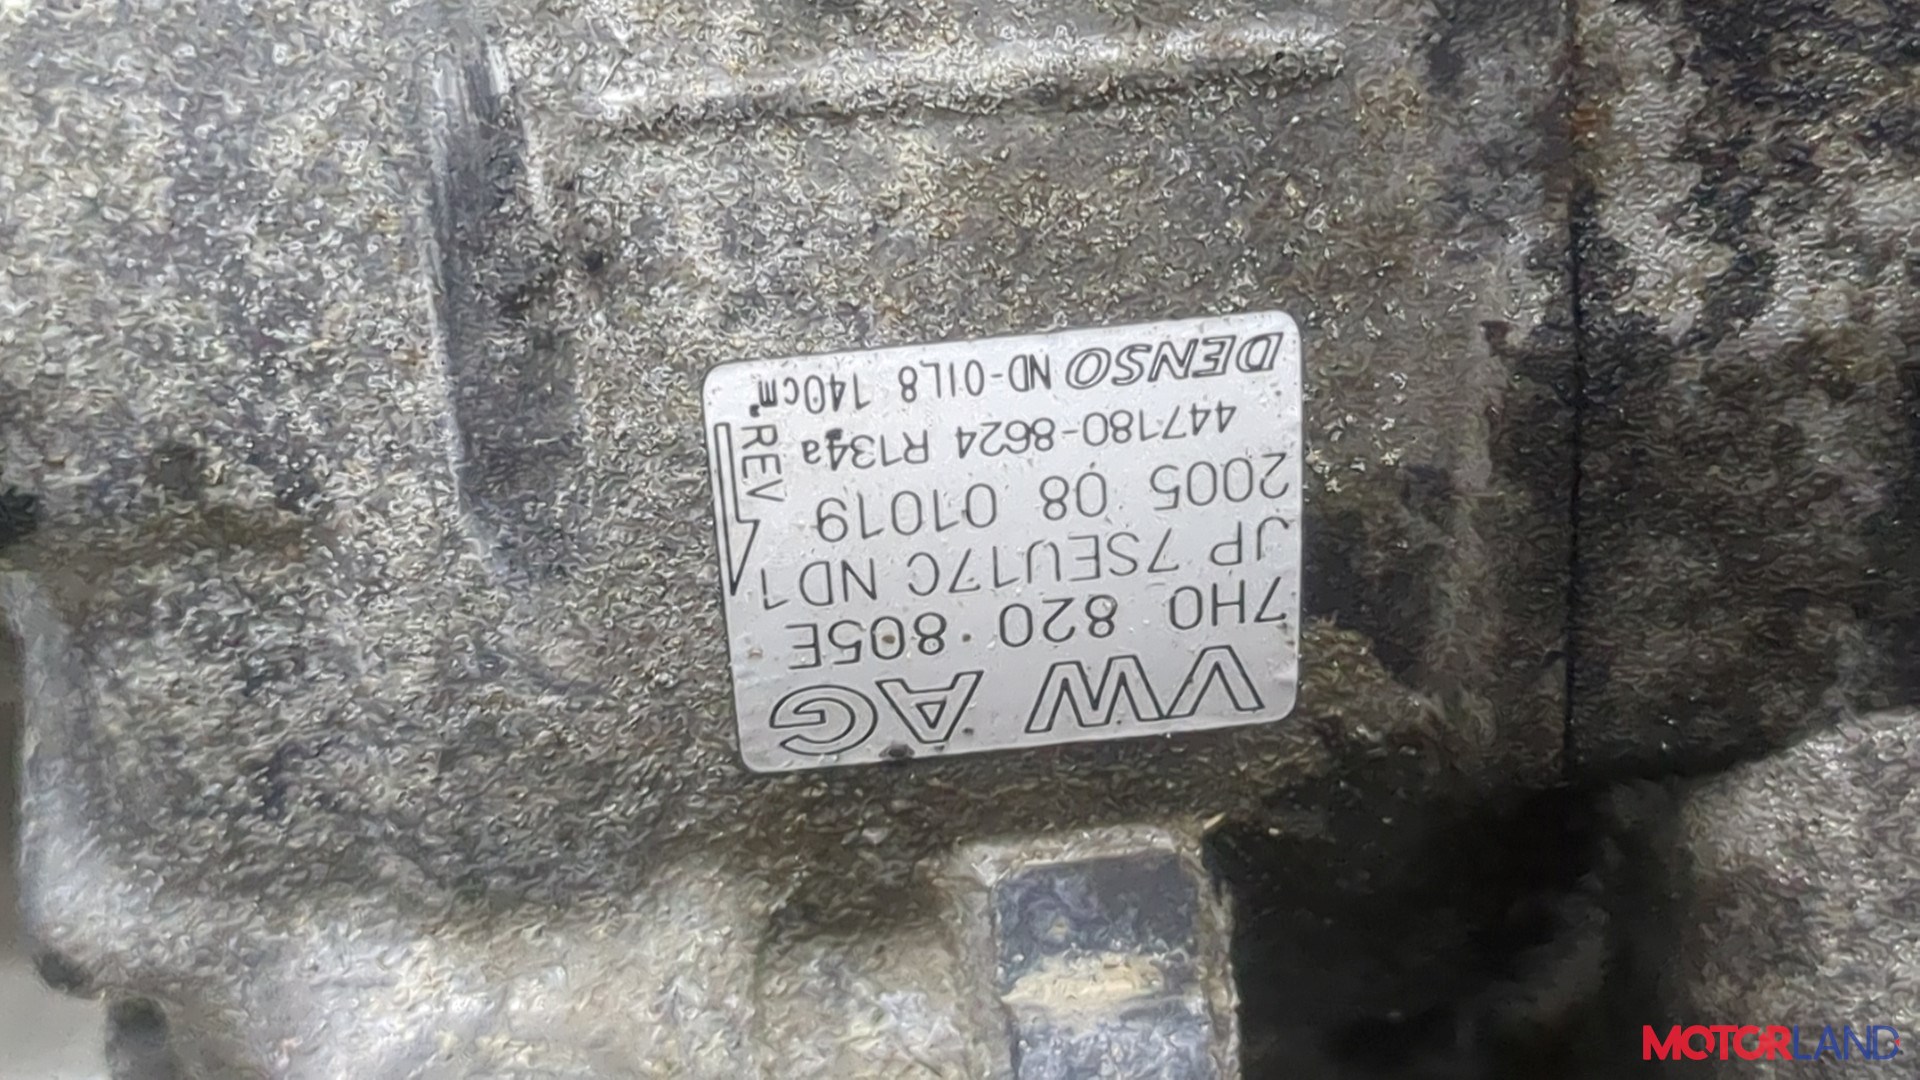 VW AG
7H0 820 805E
JP 7SEU17C ND1
2005 08 01019
447180-8624 R134a
DENSO ND-OIL8 140cm³
REV
MOTORLAND